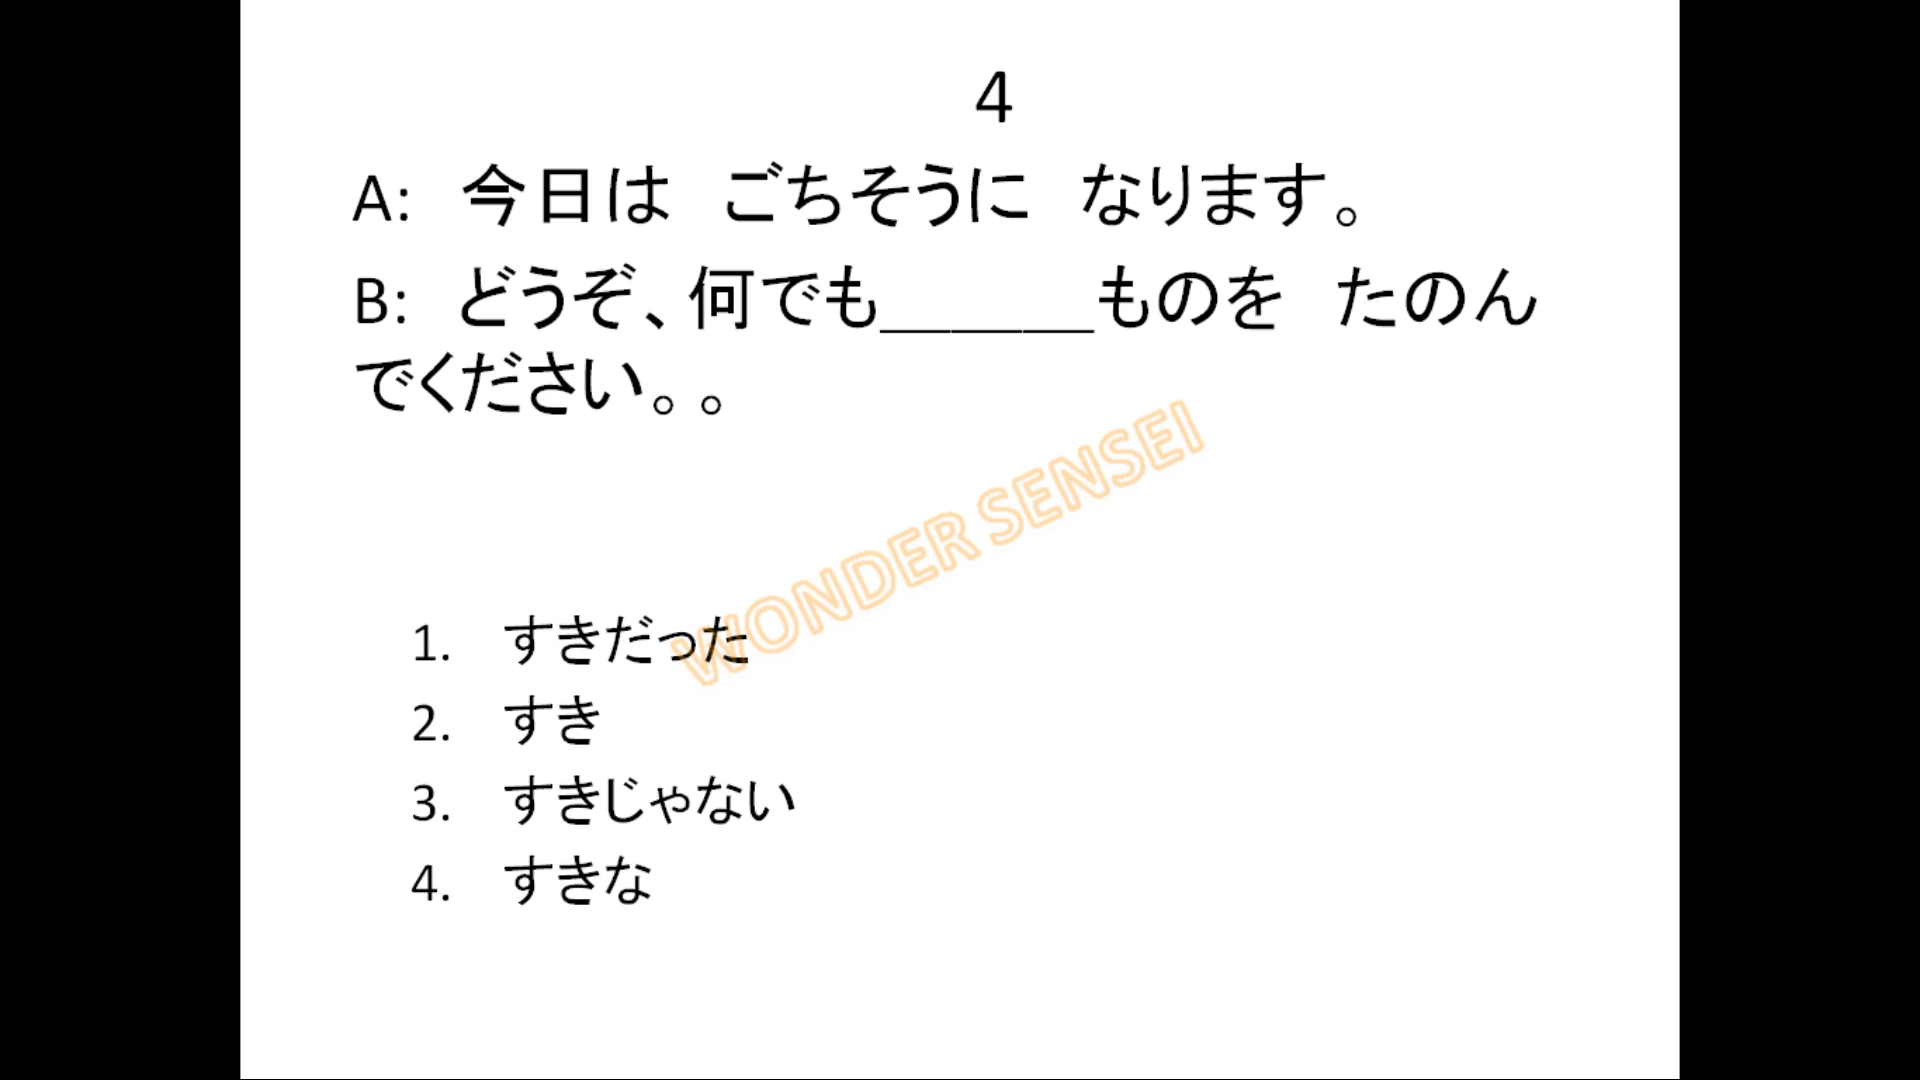 4
A:　今日は　ごちそうに　なります。
B:　どうぞ、何でも______ものを　たのん
でください。。
WONDER SENSEI
1.　すきだった
2.　すき
3.　すきじゃない
4.　すきな